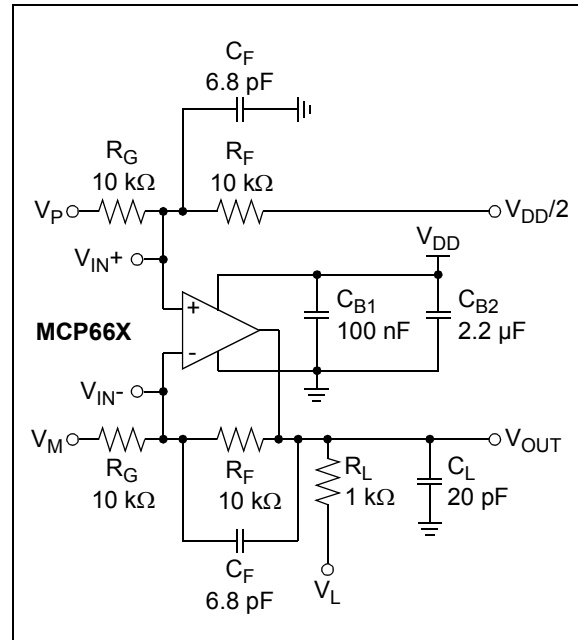 C_F
6.8 pF
R_G
10 kΩ
R_F
10 kΩ
V_P
V_DD/2
V_IN+
V_DD
MCP66X
+
-
C_B1
100 nF
C_B2
2.2 µF
V_IN-
V_M
V_OUT
R_G
10 kΩ
R_F
10 kΩ
R_L
1 kΩ
C_L
20 pF
C_F
6.8 pF
V_L